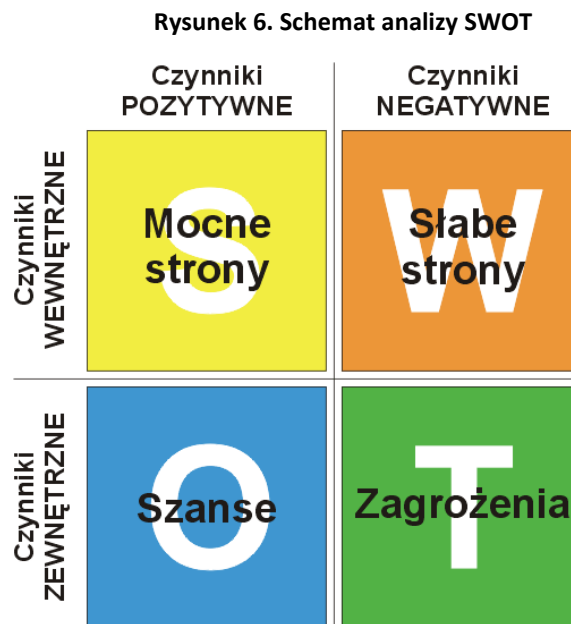 Rysunek 6. Schemat analizy SWOT
Czynniki
POZYTYWNE
Czynniki
NEGATYWNE
Czynniki
WEWNĘTRZNE
S
Mocne
strony
W
Słabe
strony
Czynniki
ZEWNĘTRZNE
O
Szanse
T
Zagrożenia